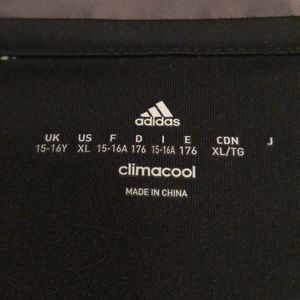 adidas
UK US F D I E CDN J
15-16Y XL 15-16A 176 15-16A 176 XL/TG
climacool
MADE IN CHINA